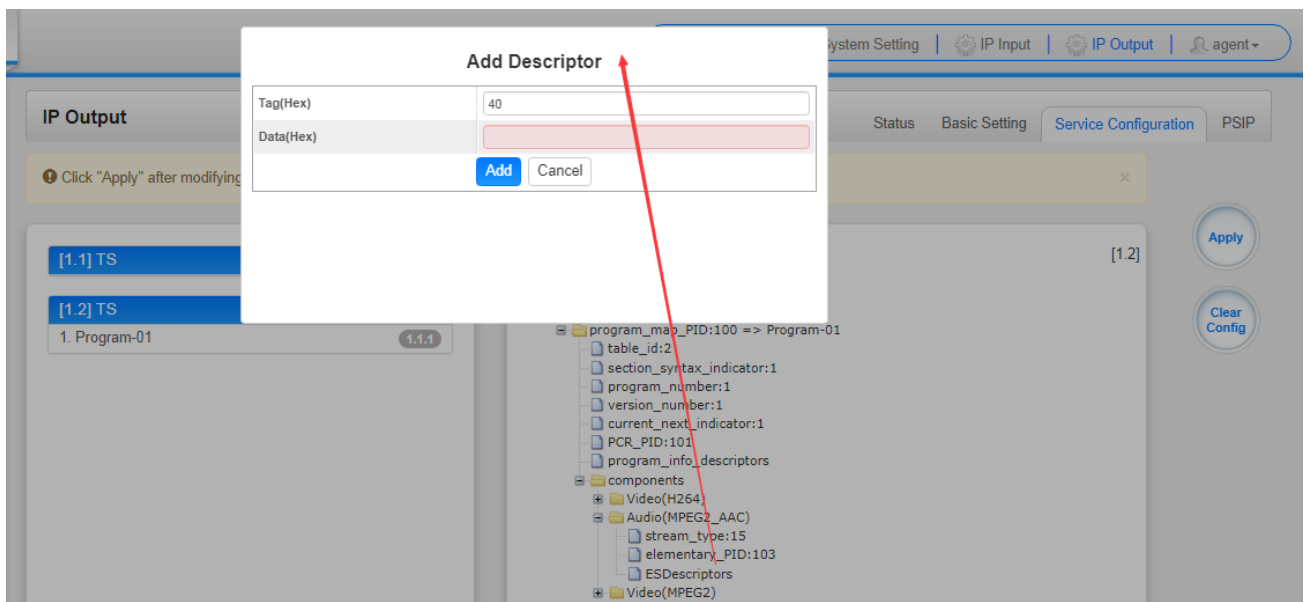 Add Descriptor
ystem Setting | IP Input | IP Output | agent
Tag(Hex) 40
Data(Hex)
Add Cancel
IP Output
Status Basic Setting Service Configuration PSIP
Click "Apply" after modifying
×
Apply
[1.1] TS
[1.2]
[1.2] TS
1. Program-01 1.1.1
Clear
Config
program_map_PID:100 => Program-01
table_id:2
section_syntax_indicator:1
program_number:1
version_number:1
current_next_indicator:1
PCR_PID:101
program_info_descriptors
components
Video(H264)
Audio(MPEG2_AAC)
stream_type:15
elementary_PID:103
ESDescriptors
Video(MPEG2)